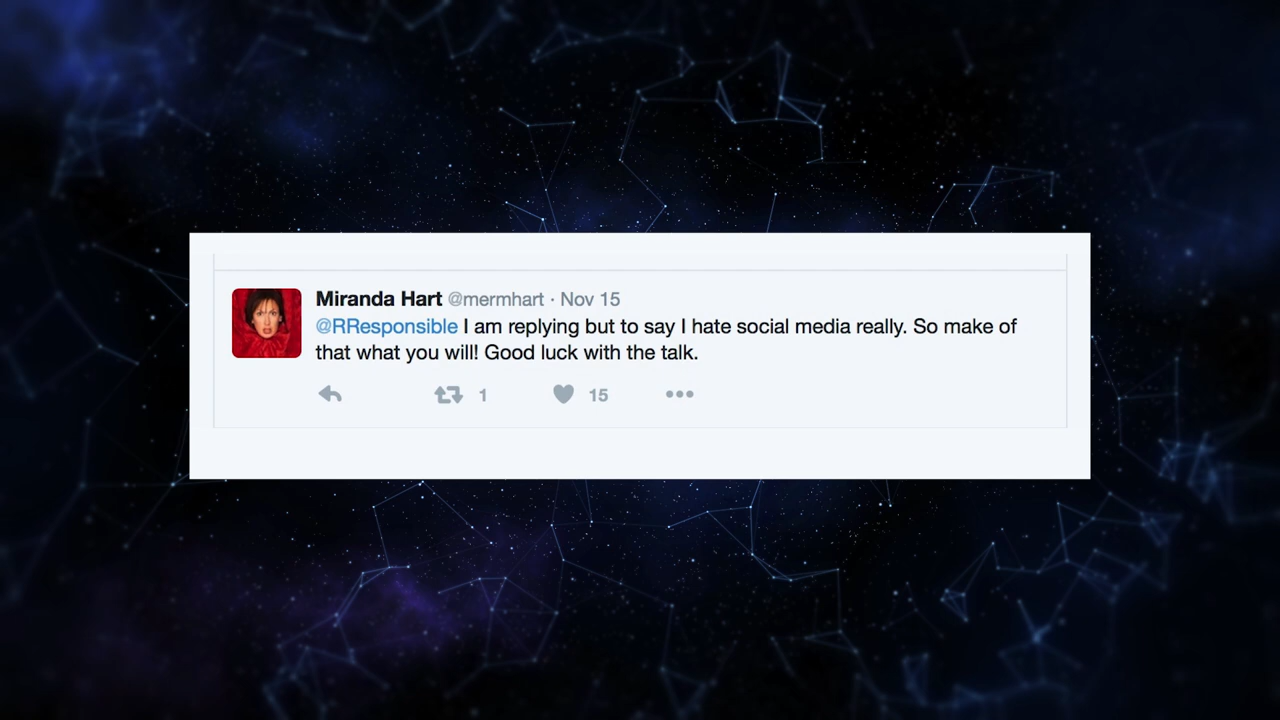 Miranda Hart @mermhart · Nov 15
@RResponsible I am replying but to say I hate social media really. So make of
that what you will! Good luck with the talk.
1 15